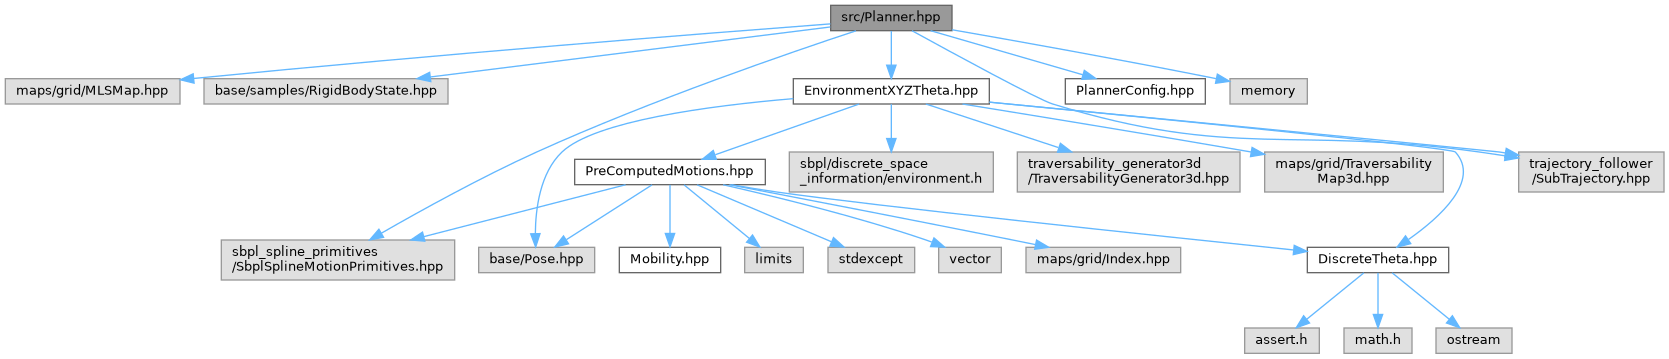 src/Planner.hpp
maps/grid/MLSMap.hpp
base/samples/RigidBodyState.hpp
EnvironmentXYZTheta.hpp
PlannerConfig.hpp
memory
PreComputedMotions.hpp
sbpl/discrete_space
_information/environment.h
traversability_generator3d
/TraversabilityGenerator3d.hpp
maps/grid/Traversability
Map3d.hpp
trajectory_follower
/SubTrajectory.hpp
sbpl_spline_primitives
/SbplSplineMotionPrimitives.hpp
base/Pose.hpp
Mobility.hpp
limits
stdexcept
vector
maps/grid/Index.hpp
DiscreteTheta.hpp
assert.h
math.h
ostream